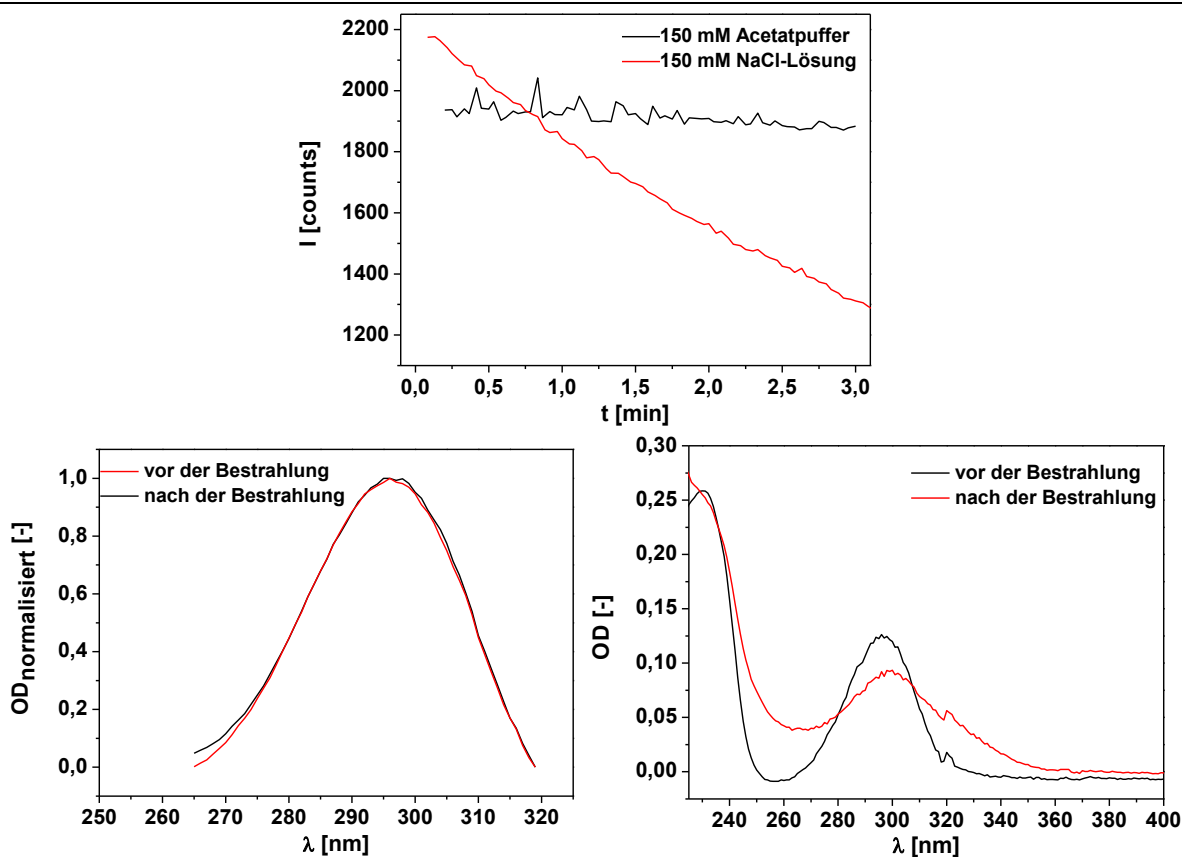 2200
2000
1800
1600
1400
1200
I [counts]
150 mM Acetatpuffer
150 mM NaCl-Lösung
0,0 0,5 1,0 1,5 2,0 2,5 3,0
t [min]
1,0
0,8
0,6
0,4
0,2
0,0
ODnormalisiert [-]
vor der Bestrahlung
nach der Bestrahlung
250 260 270 280 290 300 310 320
λ [nm]
0,30
0,25
0,20
0,15
0,10
0,05
0,00
OD [-]
vor der Bestrahlung
nach der Bestrahlung
240 260 280 300 320 340 360 380 400
λ [nm]